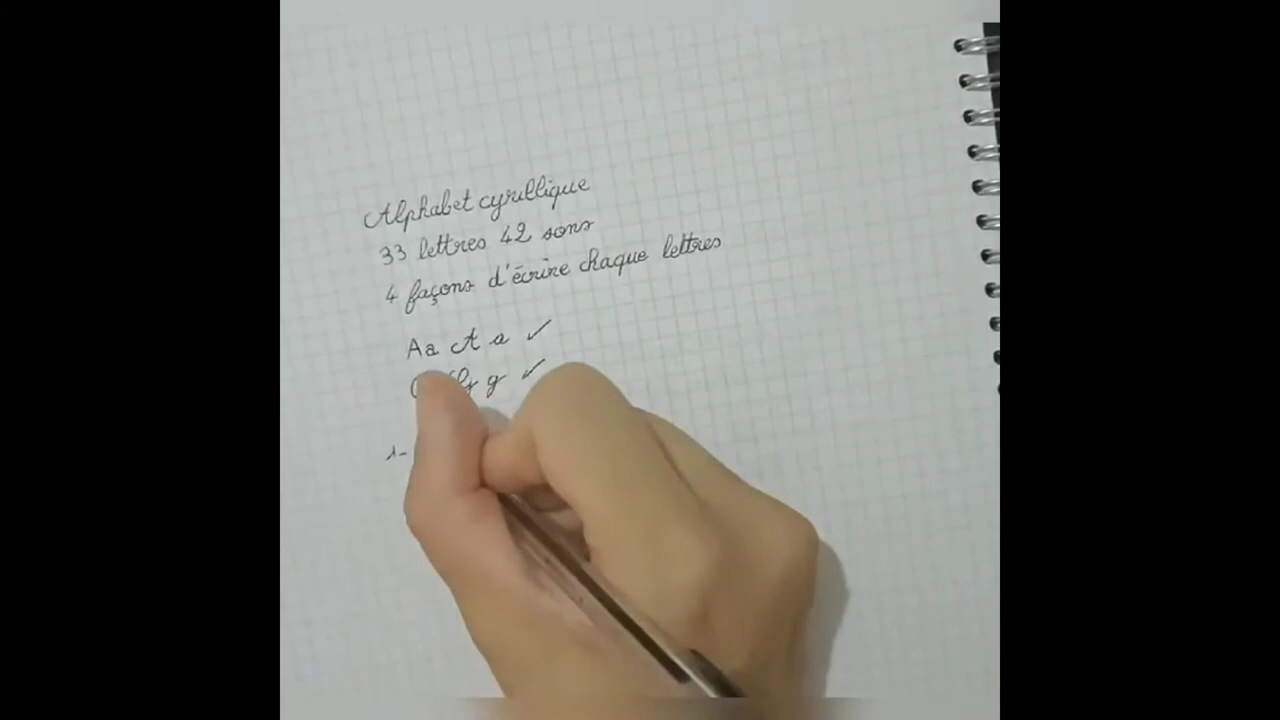 Alphabet cyrillique
33 lettres 42 sons
4 façons d'écrire chaque lettres
Aa A a ✓
G g ✓
1-